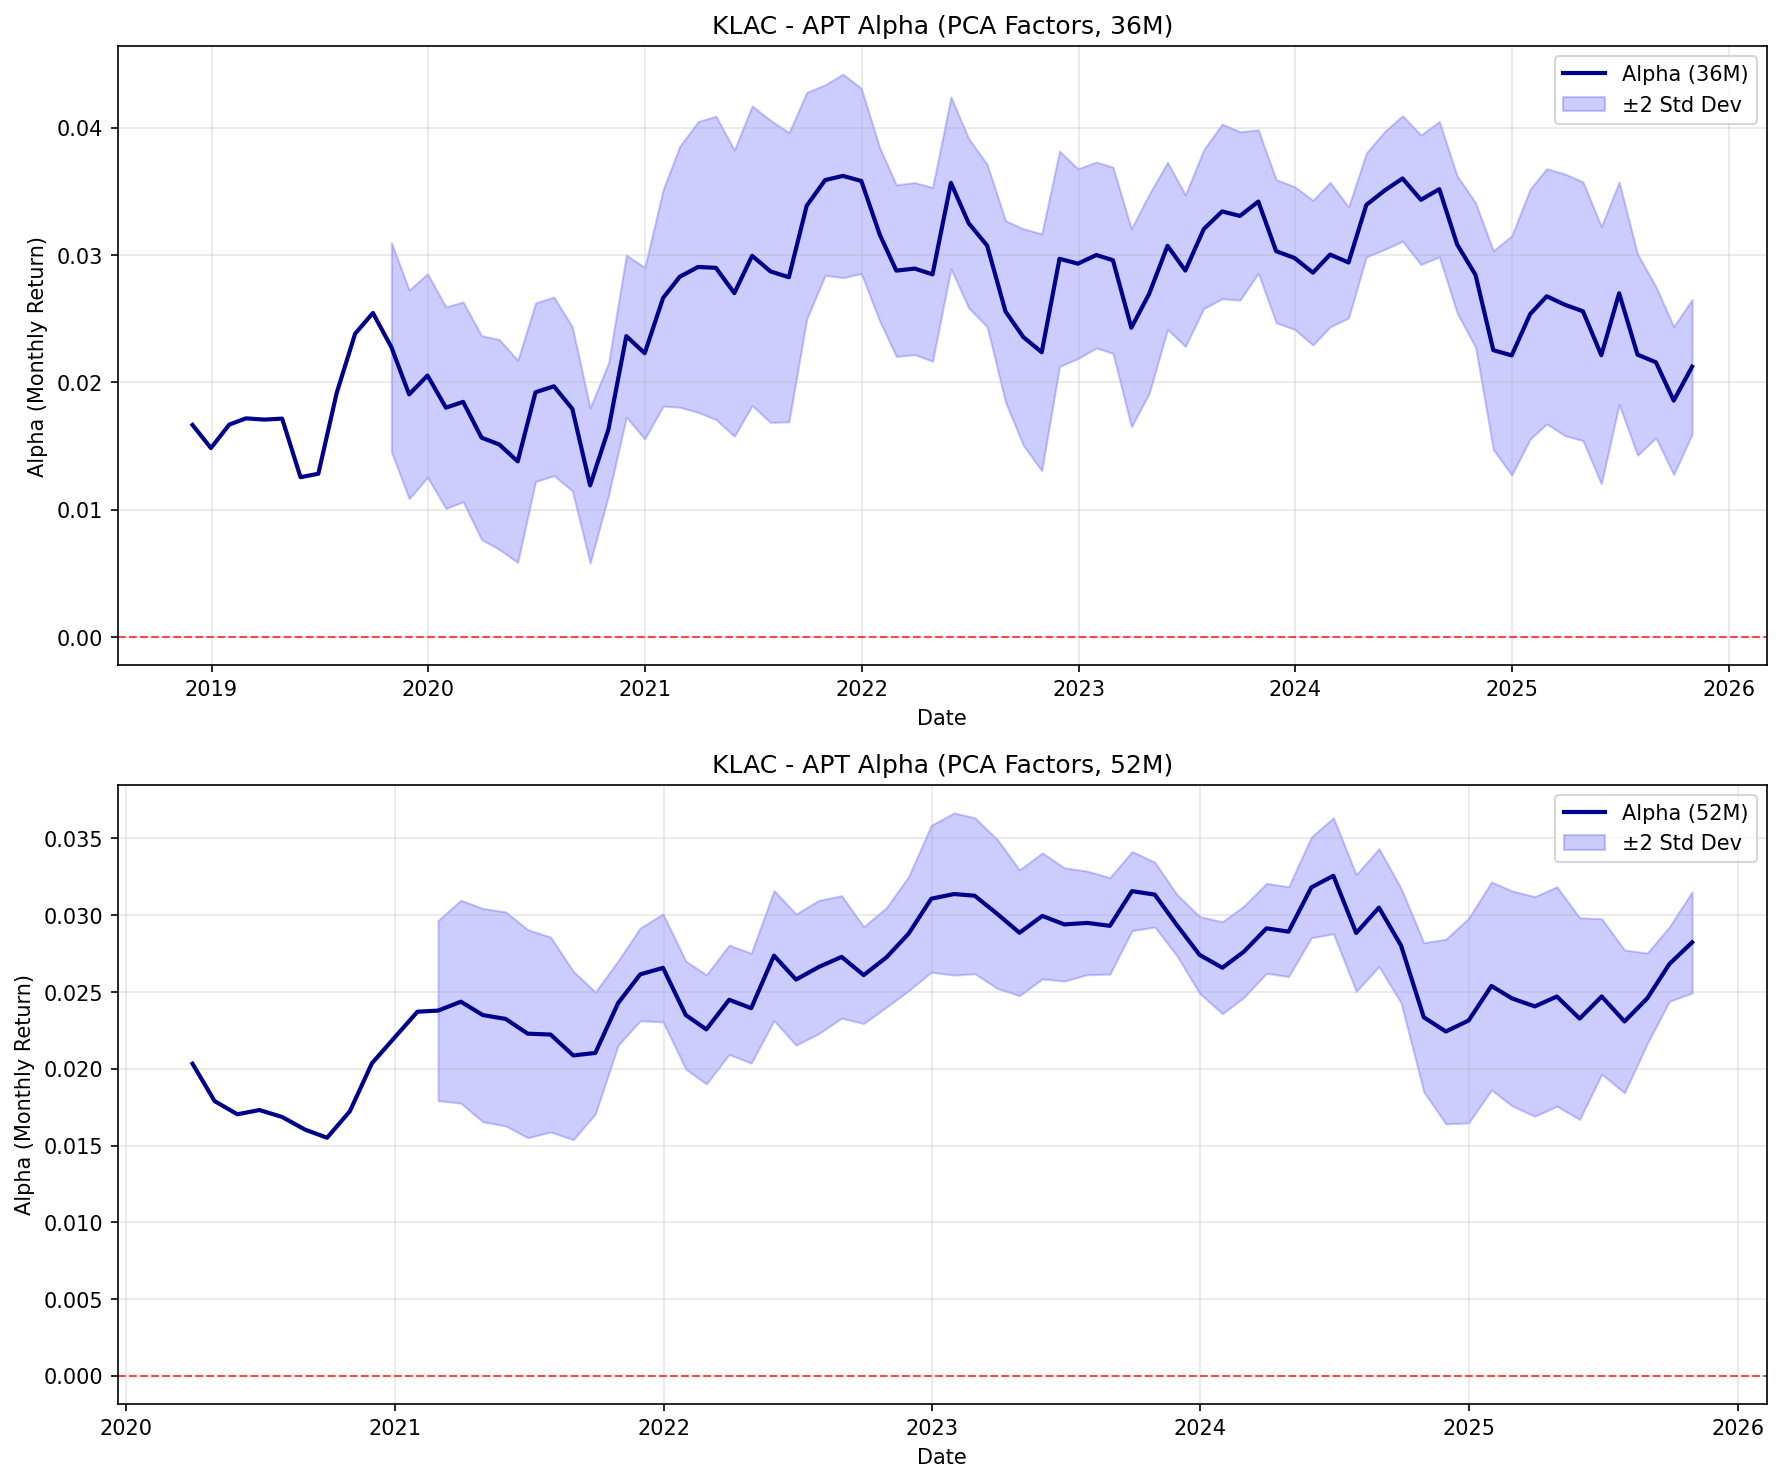 KLAC - APT Alpha (PCA Factors, 36M)
Alpha (36M)
±2 Std Dev
Alpha (Monthly Return)
0.04
0.03
0.02
0.01
0.00
2019 2020 2021 2022 2023 2024 2025 2026
Date
KLAC - APT Alpha (PCA Factors, 52M)
Alpha (52M)
±2 Std Dev
Alpha (Monthly Return)
0.035
0.030
0.025
0.020
0.015
0.010
0.005
0.000
2020 2021 2022 2023 2024 2025 2026
Date